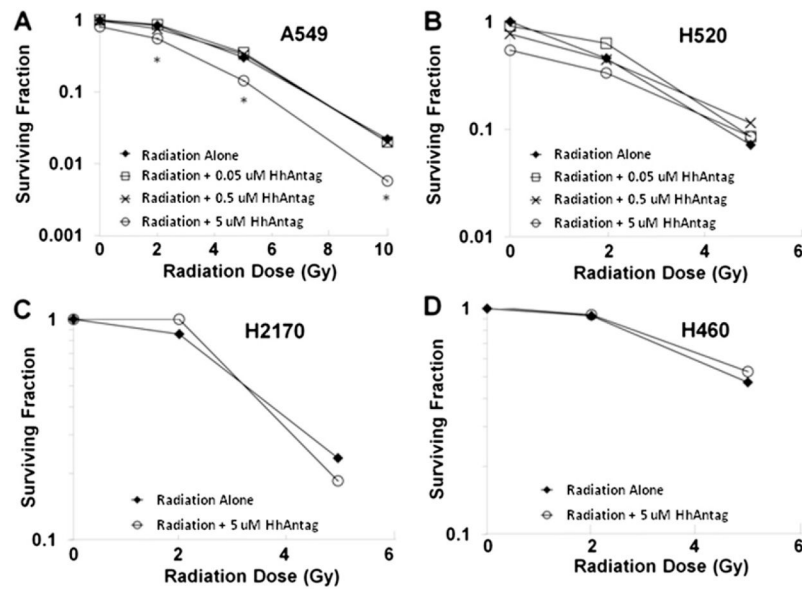 A
A549
Surviving Fraction
1
0.1
0.01
0.001
*
*
*
Radiation Alone
Radiation + 0.05 uM HhAntag
Radiation + 0.5 uM HhAntag
Radiation + 5 uM HhAntag
0 2 4 6 8 10
Radiation Dose (Gy)
B
H520
Surviving Fraction
1
0.1
0.01
Radiation Alone
Radiation + 0.05 uM HhAntag
Radiation + 0.5 uM HhAntag
Radiation + 5 uM HhAntag
0 2 4 6
Radiation Dose (Gy)
C
H2170
Surviving Fraction
1
0.1
Radiation Alone
Radiation + 5 uM HhAntag
0 2 4 6
Radiation Dose (Gy)
D
H460
Surviving Fraction
1
0.1
Radiation Alone
Radiation + 5 uM HhAntag
0 2 4 6
Radiation Dose (Gy)